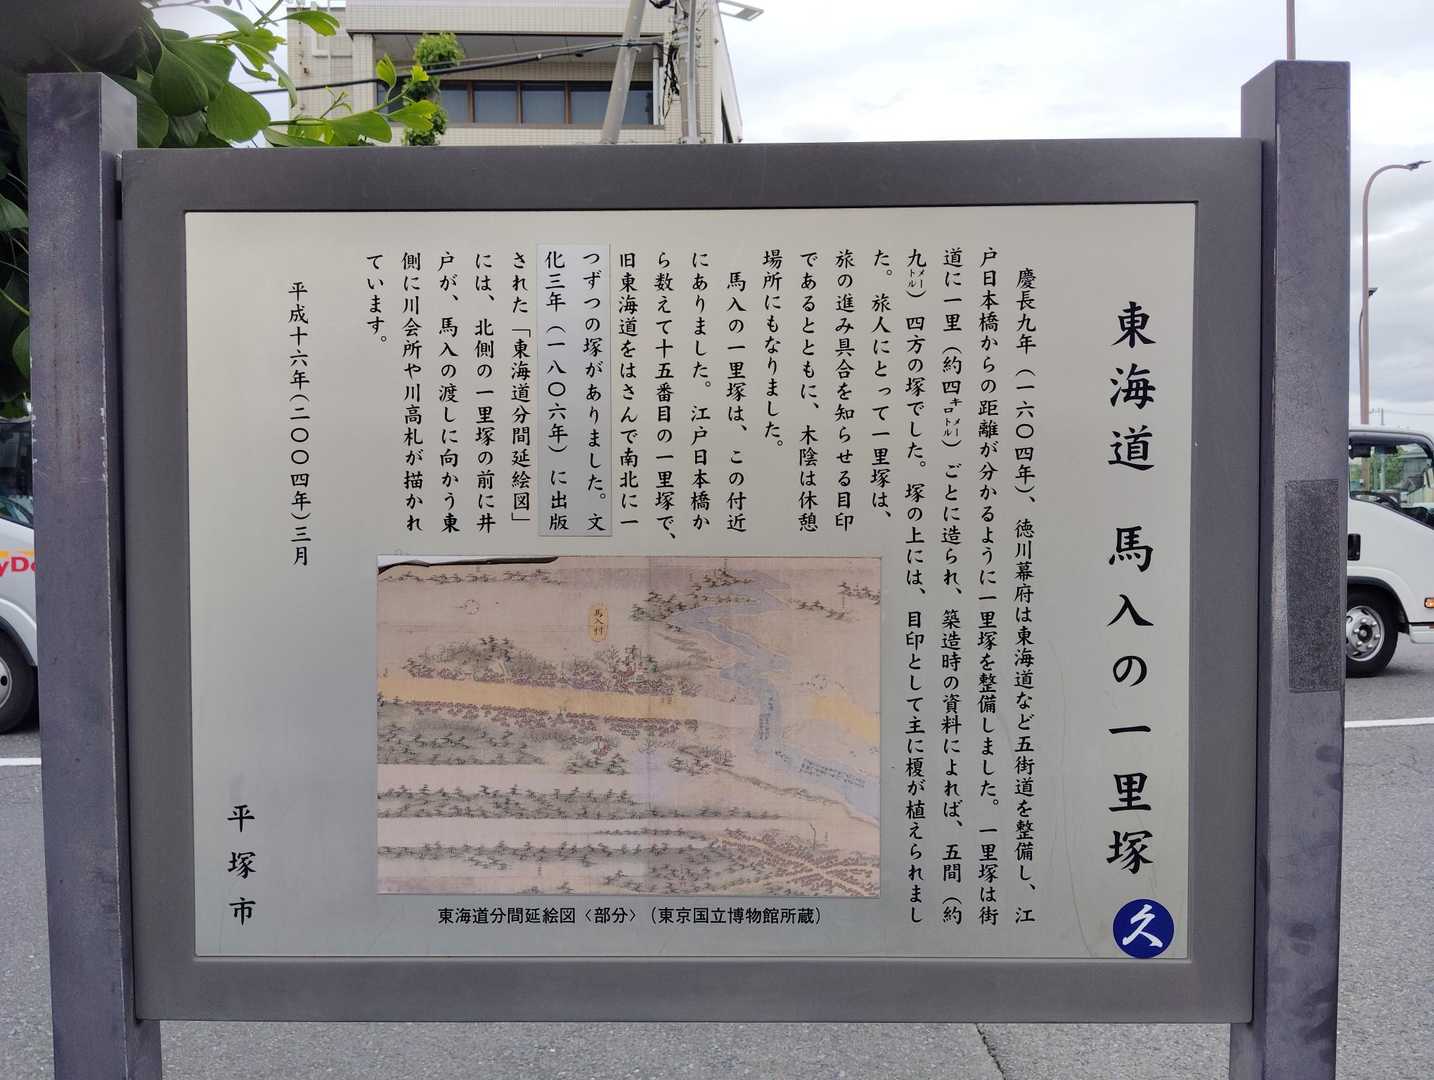 東海道 馬入の一里塚
久
慶長九年（一六〇四年）、徳川幕府は東海道など五街道を整備し、江
戸日本橋からの距離が分かるように一里塚を整備しました。一里塚は街
道に一里（約四キロメートル）ごとに造られ、築造時の資料によれば、五間（約
九メートル）四方の塚でした。塚の上には、目印として主に榎が植えられまし
た。旅人にとって一里塚は、
旅の進み具合を知らせる目印
であるとともに、木陰は休憩
場所にもなりました。
馬入の一里塚は、この付近
にありました。江戸日本橋か
ら数えて十五番目の一里塚で、
旧東海道をはさんで南北に一
つずつの塚がありました。文
化三年（一八〇六年）に出版
された「東海道分間延絵図」
には、北側の一里塚の前に井
戸が、馬入の渡しに向かう東
側に川会所や川高札が描かれ
ています。
平成十六年（二〇〇四年）三月
平塚市
馬入村
東海道分間延絵図〈部分〉（東京国立博物館所蔵）